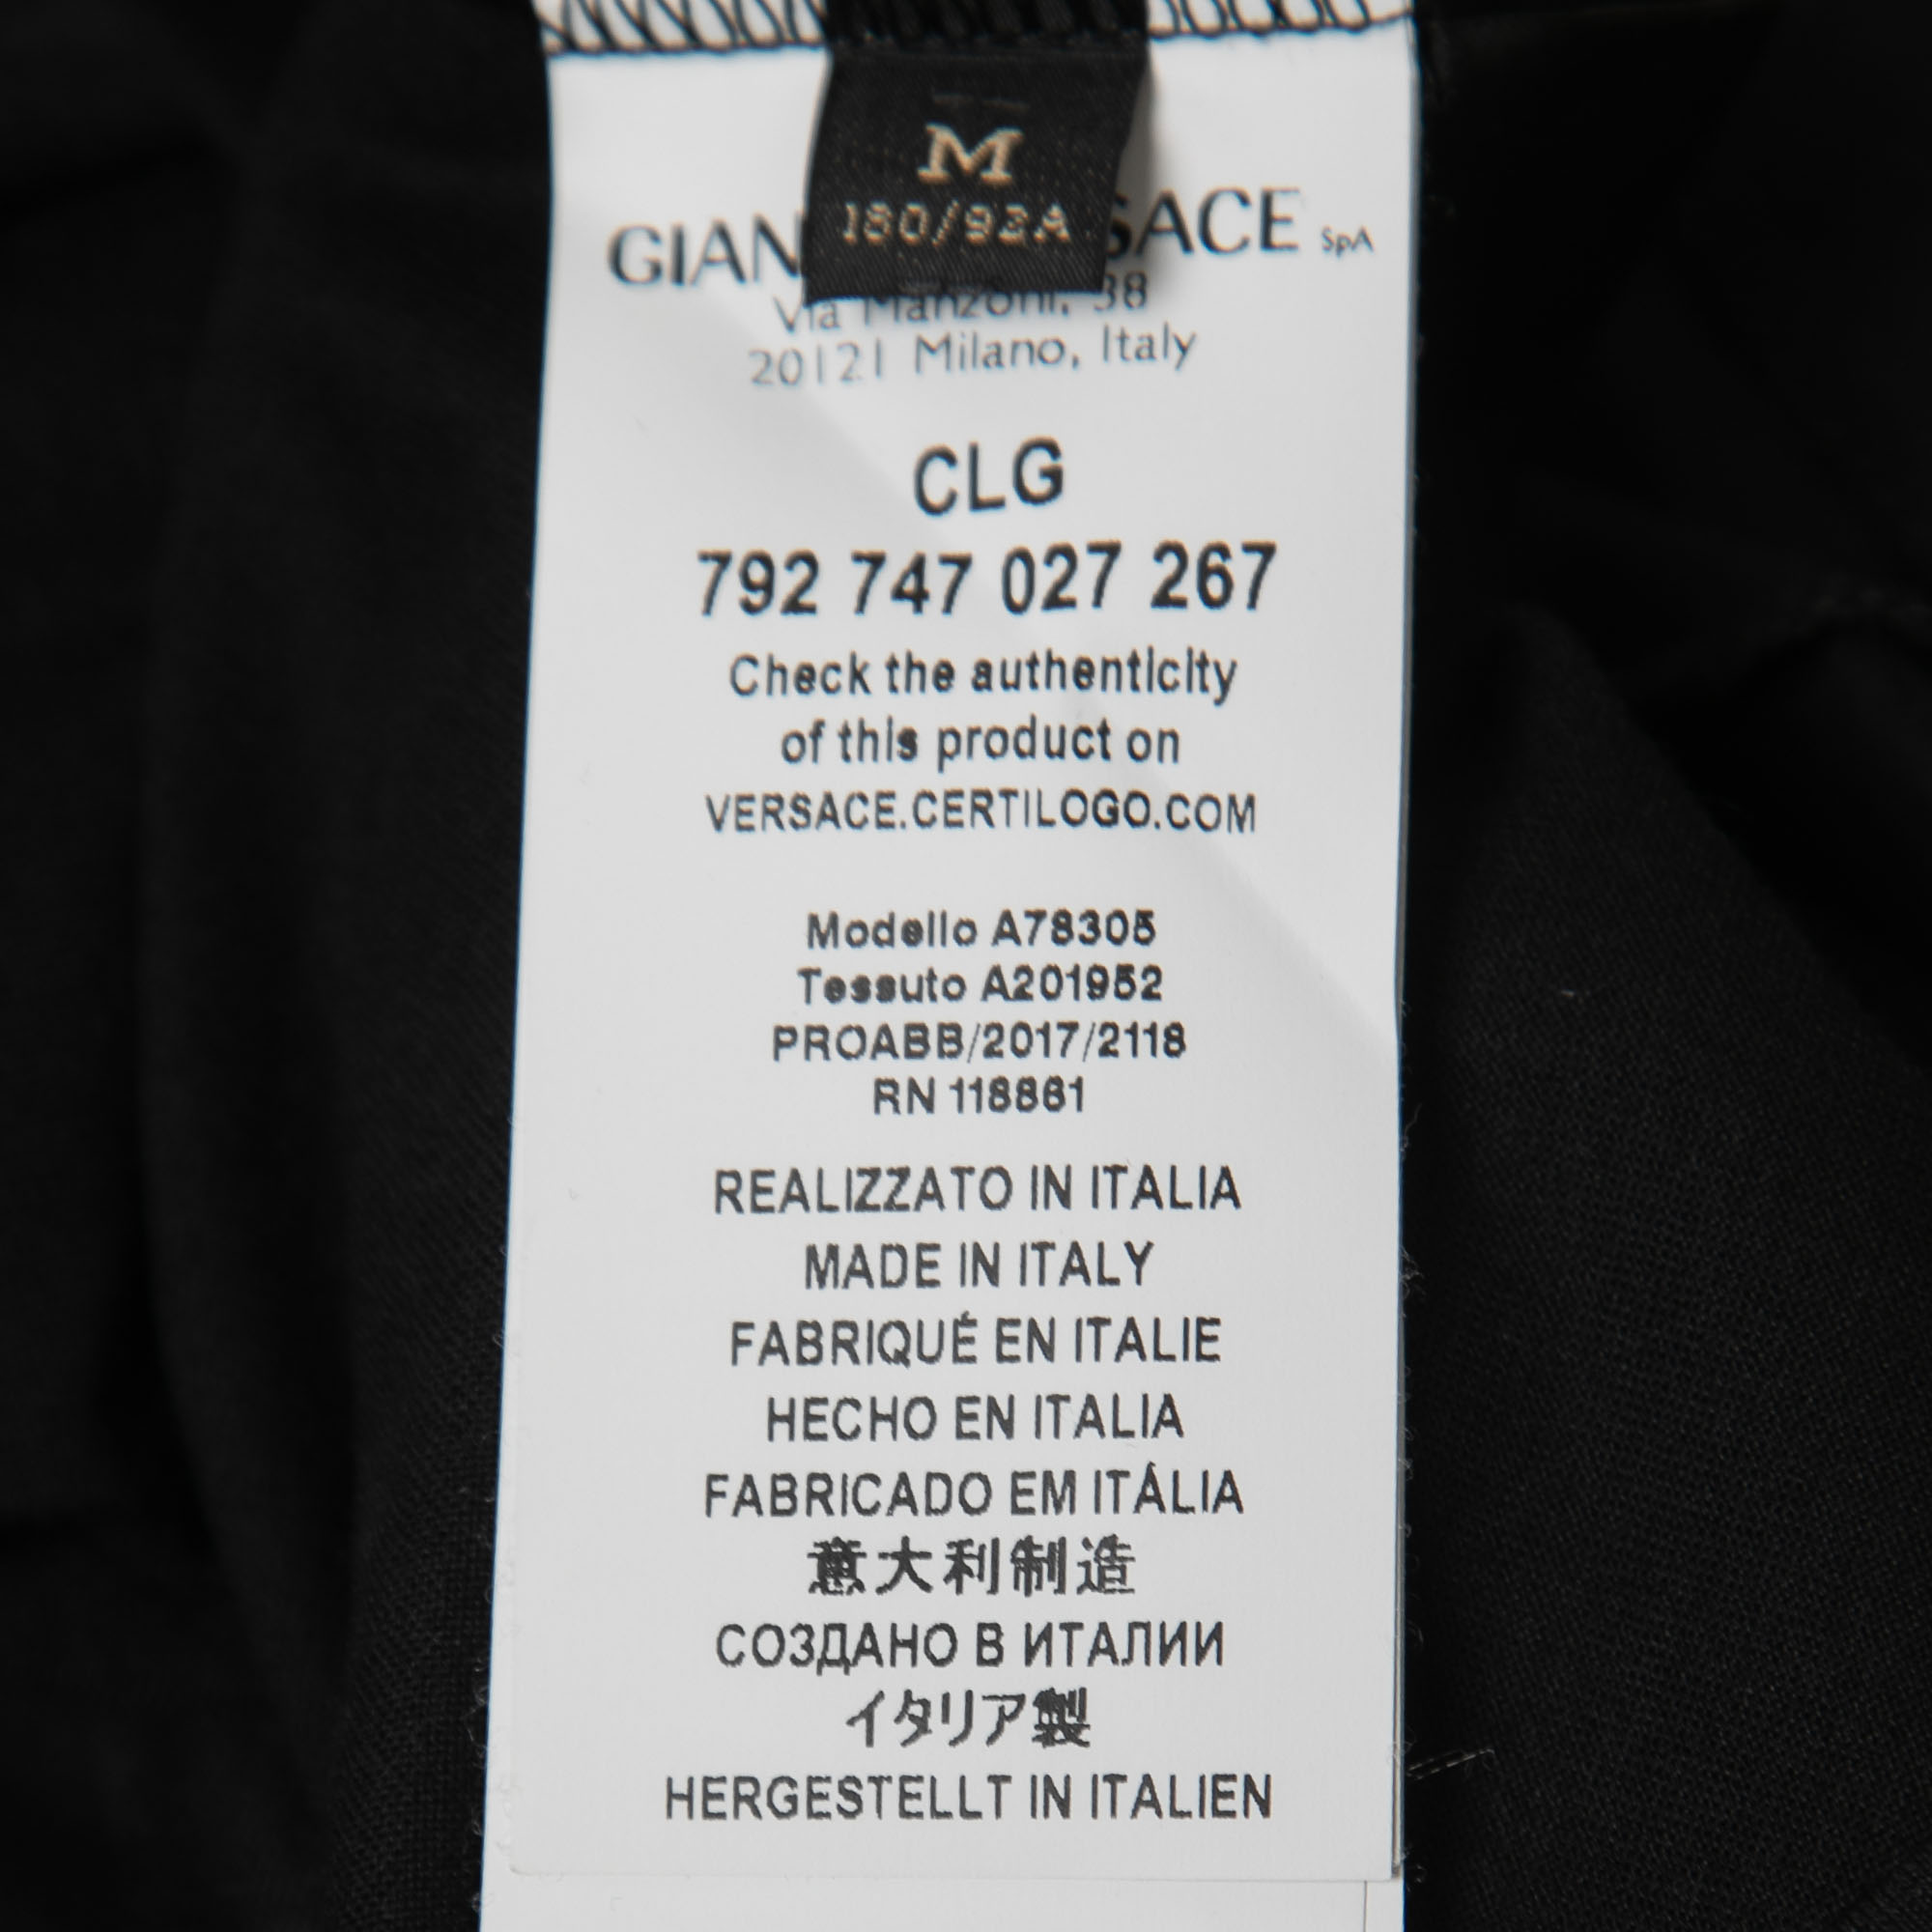 M
180/92A
SpA
Via Manzoni, 38
20121 Milano, Italy
CLG
792 747 027 267
Check the authenticity
of this product on
VERSACE.CERTILOGO.COM
Modello A78305
Tessuto A201952
PROABB/2017/2118
RN 118861
REALIZZATO IN ITALIA
MADE IN ITALY
FABRIQUÉ EN ITALIE
HECHO EN ITALIA
FABRICADO EM ITÁLIA
意大利制造
СОЗДАНО В ИТАЛИИ
イタリア製
HERGESTELLT IN ITALIEN